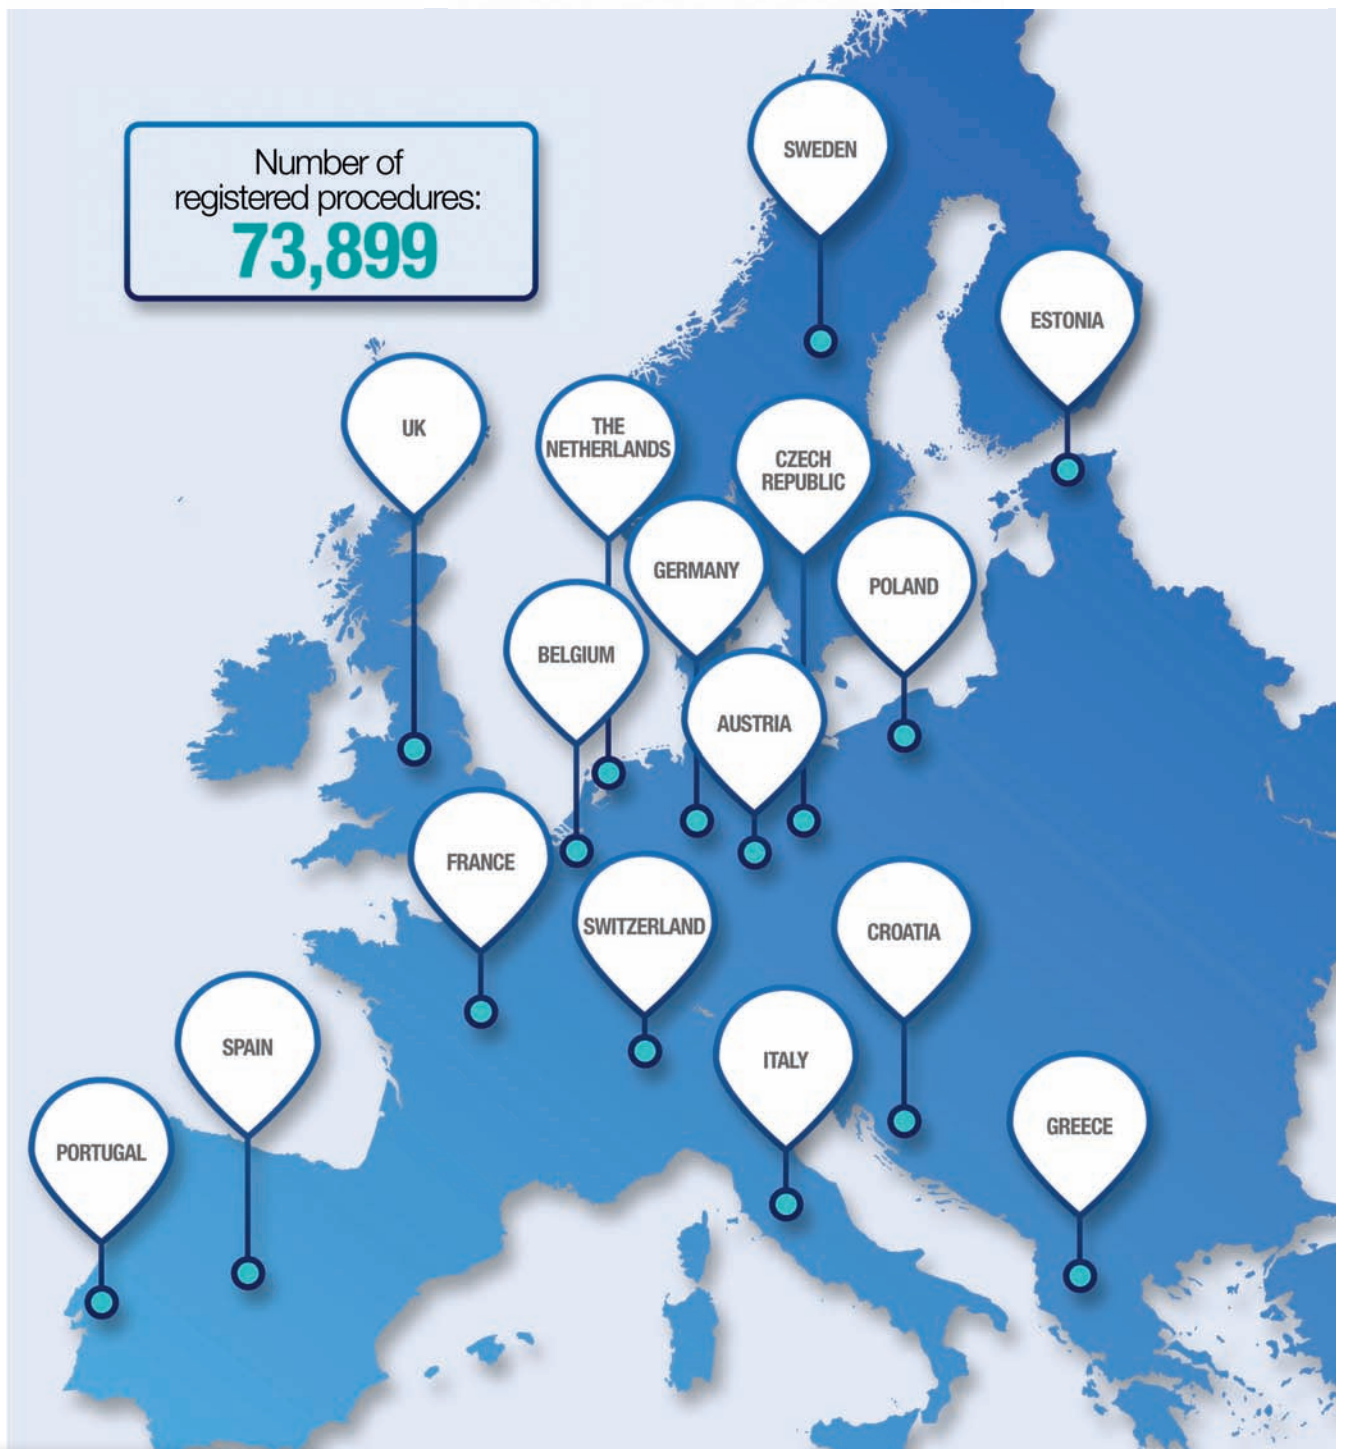 Number of
registered procedures:
73,899
SWEDEN
ESTONIA
UK
THE
NETHERLANDS
CZECH
REPUBLIC
GERMANY
POLAND
BELGIUM
AUSTRIA
FRANCE
SWITZERLAND
CROATIA
SPAIN
ITALY
GREECE
PORTUGAL